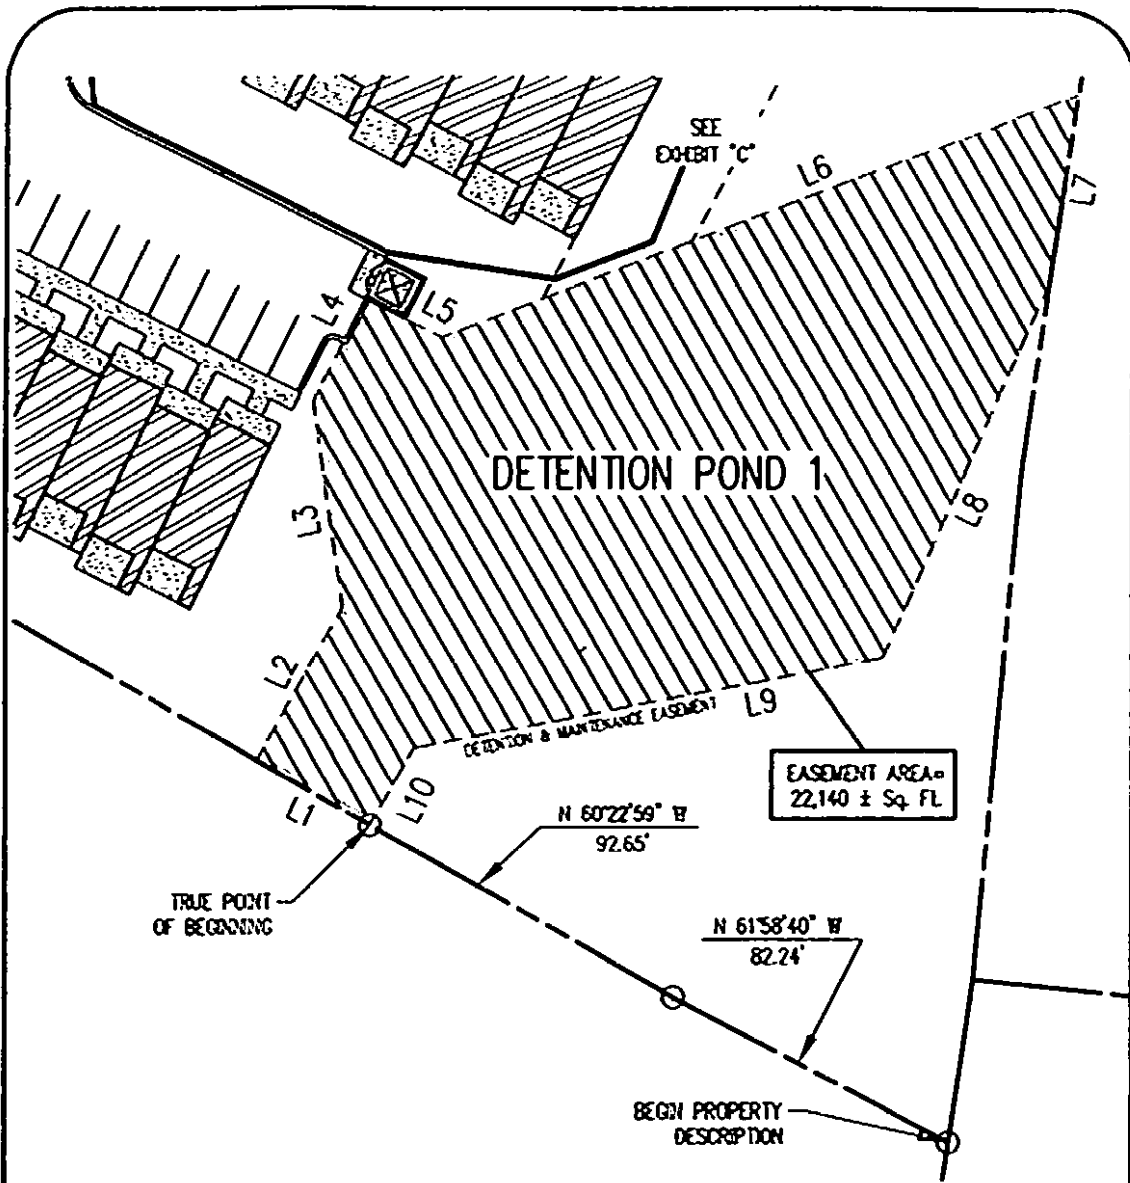 SEE
EXHIBIT "C"
L6
L7
L4
L5
DETENTION POND 1
L3
L8
L2
L9
DETENTION & MAINTENANCE EASEMENT
EASEMENT AREA=
22,140 ± Sq. Ft.
L1
L10
N 60°22'59" W
92.65'
TRUE POINT
OF BEGINNING
N 61°58'40" W
82.24'
BEGIN PROPERTY
DESCRIPTION